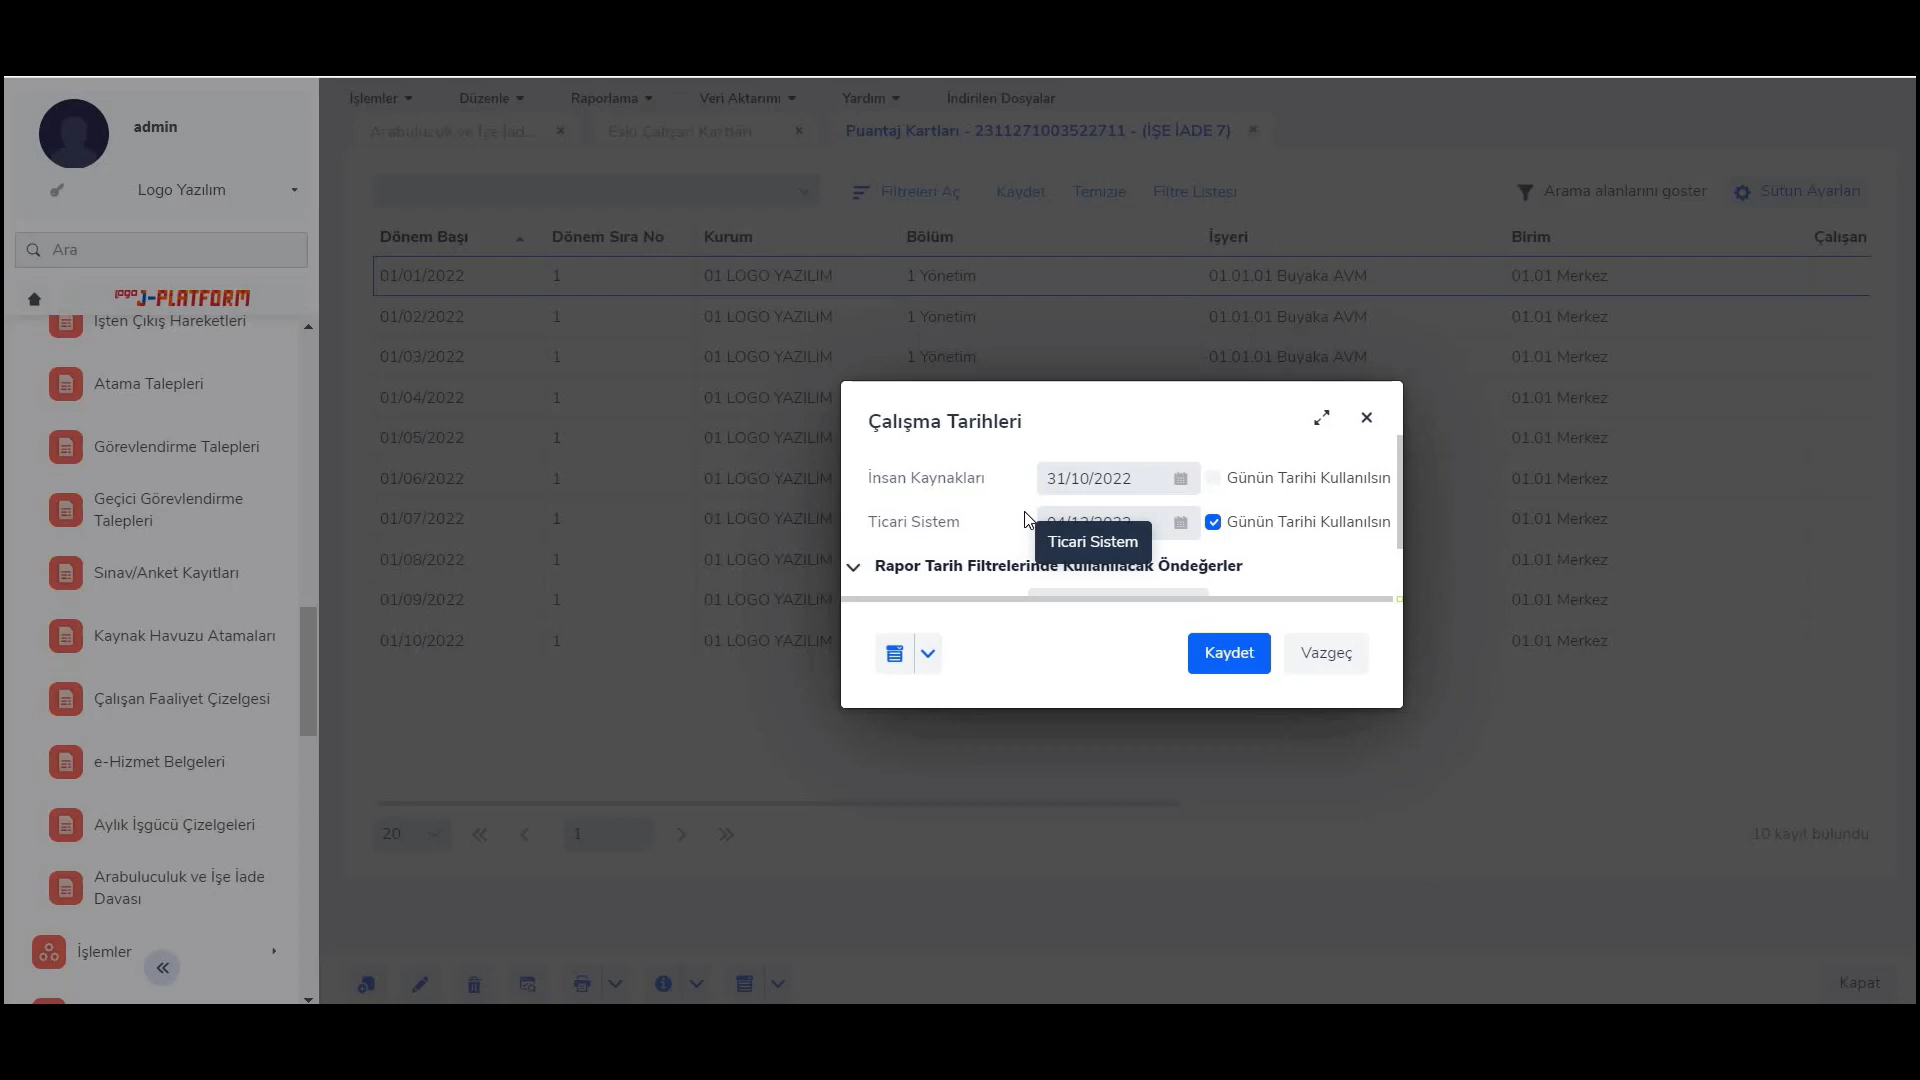 admin
Logo Yazılım
Ara
logo J-PLATFORM
İşten Çıkış Hareketleri
Atama Talepleri
Görevlendirme Talepleri
Geçici Görevlendirme
Talepleri
Sınav/Anket Kayıtları
Kaynak Havuzu Atamaları
Çalışan Faaliyet Çizelgesi
e-Hizmet Belgeleri
Aylık İşgücü Çizelgeleri
Arabuluculuk ve İşe İade
Davası
İşlemler
İşlemler Düzenle Raporlama Veri Aktarımı Yardım İndirilen Dosyalar
Arabuluculuk ve İşe İad... Eski Çalışan Kartları Puantaj Kartları - 2311271003522711 - (İŞE İADE 7)
Filtreleri Aç Kaydet Temizle Filtre Listesi Arama alanlarını göster Sütun Ayarları
Dönem Başı Dönem Sıra No Kurum Bölüm İşyeri Birim Çalışan
01/01/2022 1 01 LOGO YAZILIM 1 Yönetim 01.01.01 Buyaka AVM 01.01 Merkez
01/02/2022 1 01 LOGO YAZILIM 1 Yönetim 01.01.01 Buyaka AVM 01.01 Merkez
01/03/2022 1 01 LOGO YAZILIM 1 Yönetim 01.01.01 Buyaka AVM 01.01 Merkez
01/04/2022 1 01 LOGO YAZILIM 01.01 Merkez
01/05/2022 1 01 LOGO YAZILIM 01.01 Merkez
01/06/2022 1 01 LOGO YAZILIM 01.01 Merkez
01/07/2022 1 01 LOGO YAZILIM 01.01 Merkez
01/08/2022 1 01 LOGO YAZILIM 01.01 Merkez
01/09/2022 1 01 LOGO YAZILIM 01.01 Merkez
01/10/2022 1 01 LOGO YAZILIM 01.01 Merkez
Çalışma Tarihleri
İnsan Kaynakları 31/10/2022 Günün Tarihi Kullanılsın
Ticari Sistem Günün Tarihi Kullanılsın
Ticari Sistem
Rapor Tarih Filtrelerinde Kullanılacak Öndeğerler
Kaydet Vazgeç
20 1 10 kayıt bulundu
Kapat